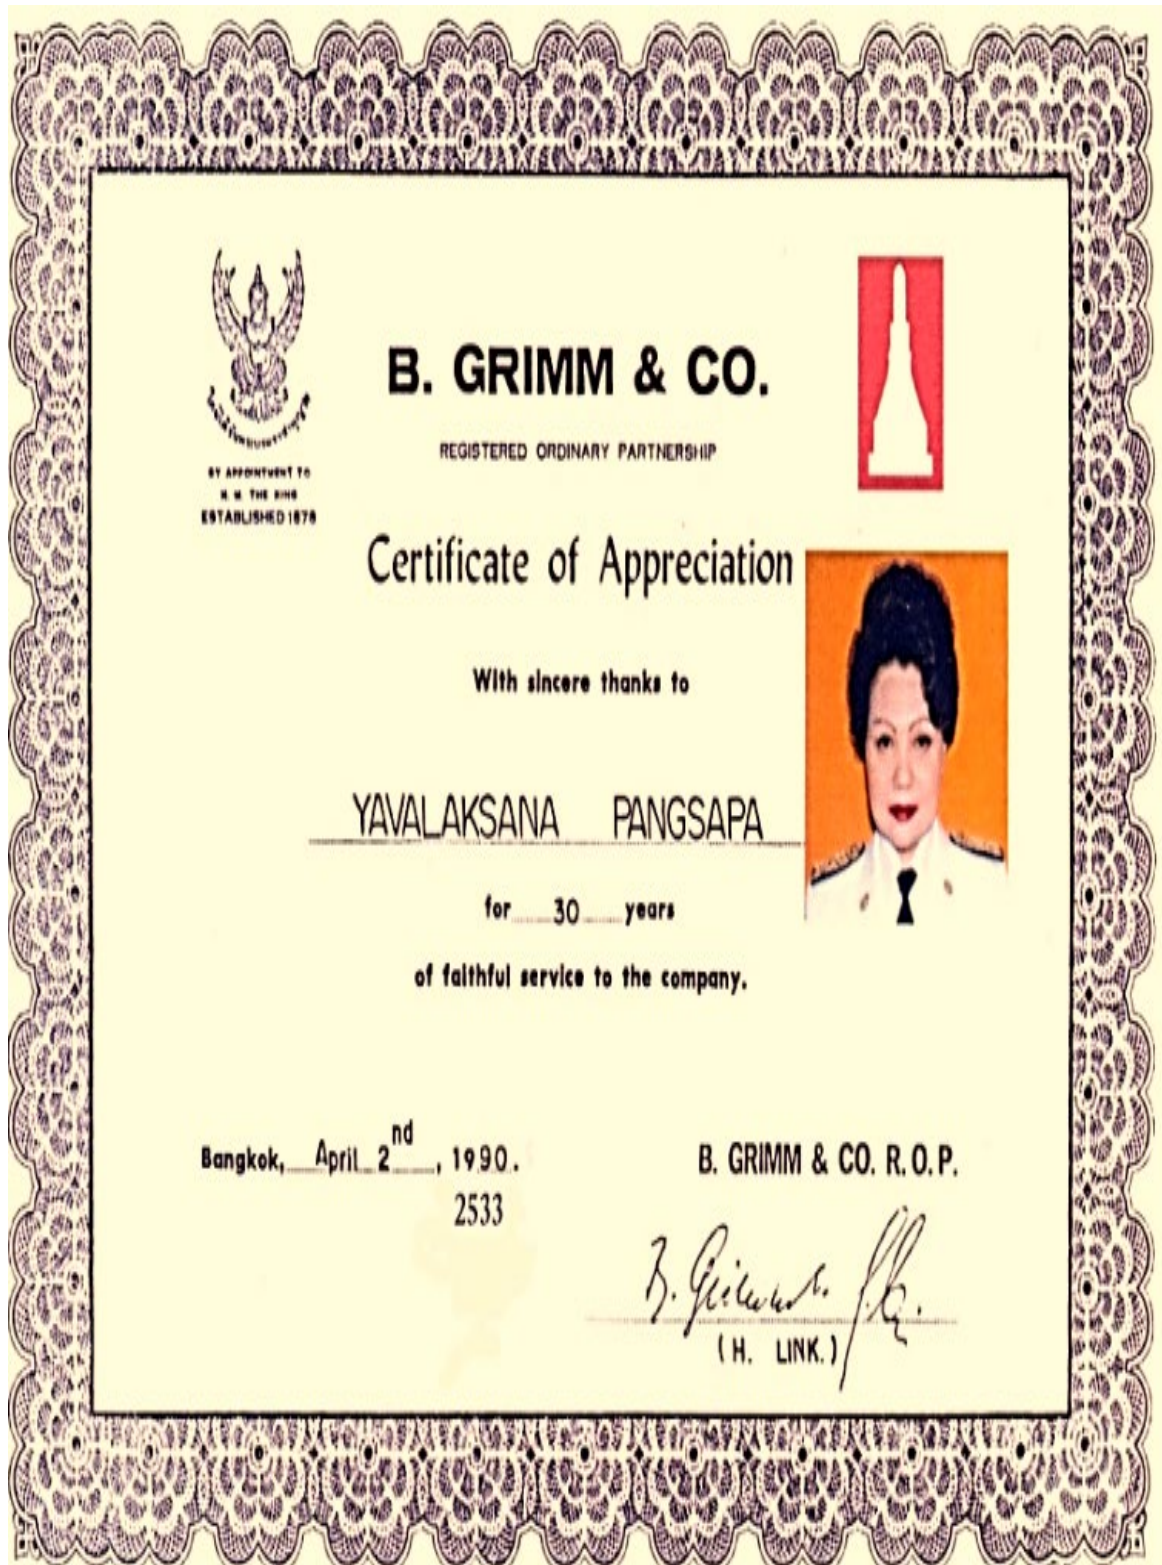 B. GRIMM & CO.
REGISTERED ORDINARY PARTNERSHIP
BY APPOINTMENT TO
H. M. THE KING
ESTABLISHED 1878
Certificate of Appreciation
With sincere thanks to
YAVALAKSANA PANGSAPA
for 30 years
of faithful service to the company.
Bangkok, April 2nd, 1990.
2533
B. GRIMM & CO. R. O. P.
(H. LINK.)